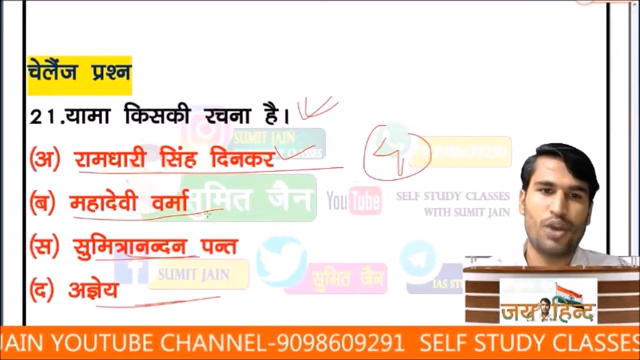 चेलैंज प्रश्न
21.यामा किसकी रचना है।
(अ) रामधारी सिंह दिनकर
SUMIT JAIN
(ब) महादेवी वर्मा
सुमित जैन
YouTube
SELF STUDY CLASSES
WITH SUMIT JAIN
(स) सुमित्रानन्दन पन्त
(द) अज्ञेय
SUMIT JAIN
सुमित जैन
जय हिन्द
JAIN YOUTUBE CHANNEL-9098609291 SELF STUDY CLASSES